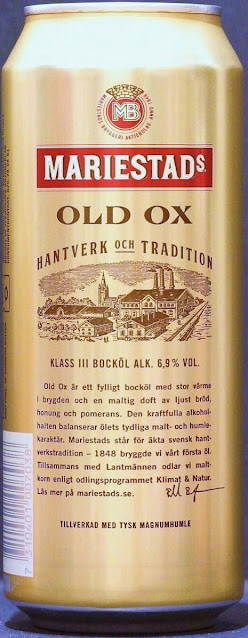 MB
MARIESTADS.
OLD OX
HANTVERK OCH TRADITION
KLASS III BOCKÖL ALK. 6,9% VOL.
Old Ox är ett fylligt bocköl med stor värme
i brygden och en maltig doft av ljust bröd,
honung och pomerans. Den kraftfulla alkohol-
halten balanserar ölets tydliga malt- och humle-
karaktär. Mariestads står för äkta svensk hant-
verkstradition – 1848 bryggde vi vårt första öl.
Tillsammans med Lantmännen odlar vi malt-
korn enligt odlingsprogrammet Klimat & Natur.
Läs mer på mariestads.se.
TILLVERKAD MED TYSK MAGNUMHUMLE